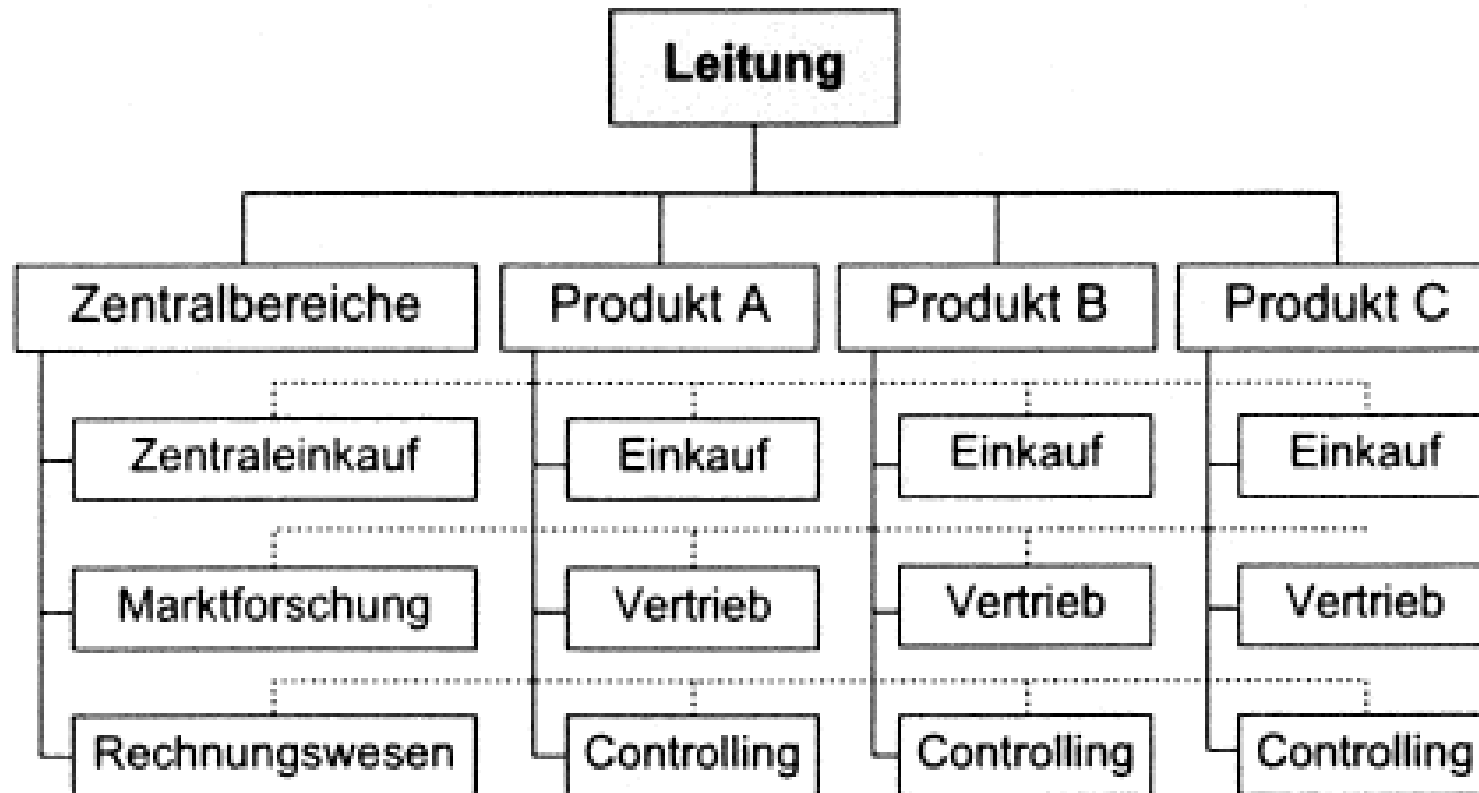 Leitung
Zentralbereiche Produkt A Produkt B Produkt C
Zentraleinkauf Einkauf Einkauf Einkauf
Marktforschung Vertrieb Vertrieb Vertrieb
Rechnungswesen Controlling Controlling Controlling